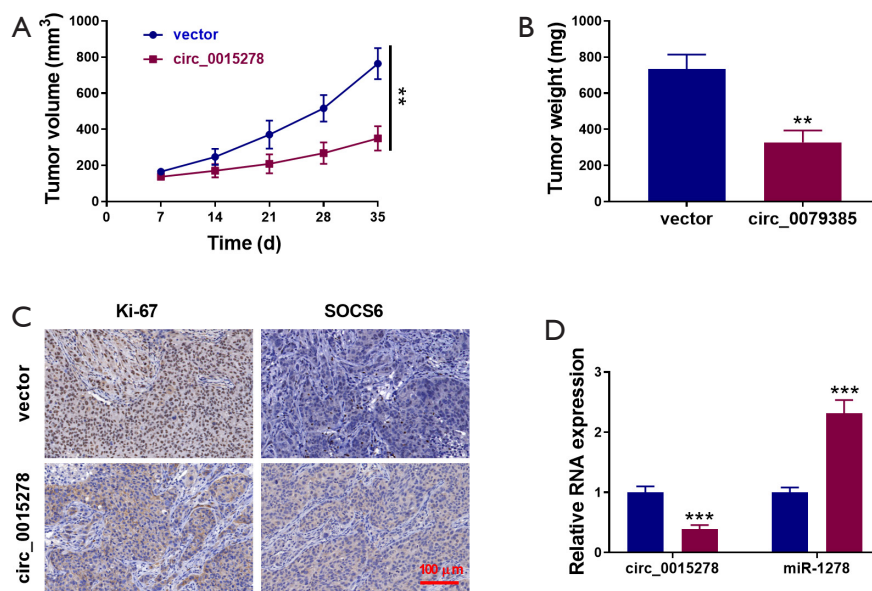 A
Tumor volume (mm³)
1000
800
600
400
200
0
vector
circ_0015278
**
0
7
14
21
28
35
Time (d)
B
Tumor weight (mg)
1000
800
600
400
200
0
**
vector
circ_0079385
C
Ki-67
SOCS6
vector
circ_0015278
100 μm
D
Relative RNA expression
3
2
1
0
***
***
circ_0015278
miR-1278